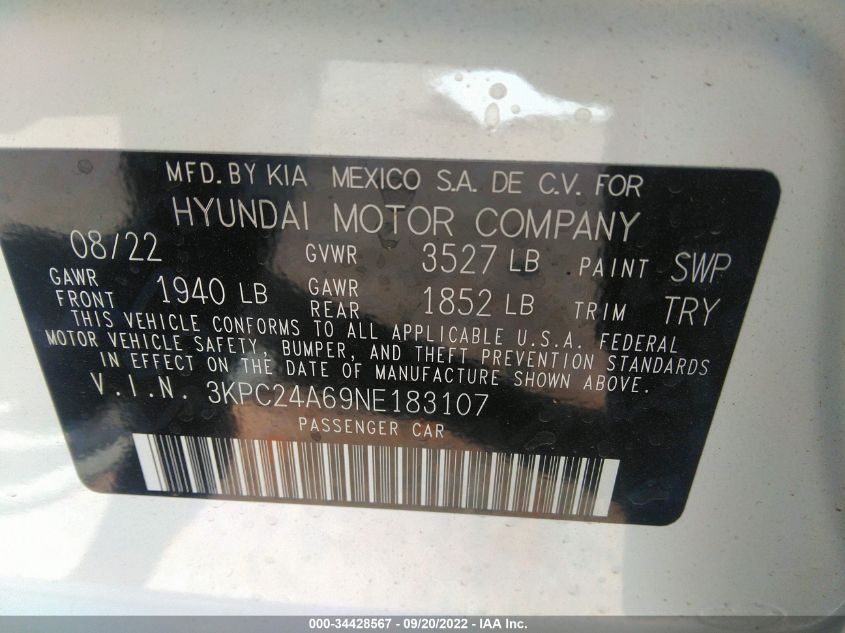 MFD. BY KIA MEXICO S.A. DE C.V. FOR
HYUNDAI MOTOR COMPANY
08/22 GVWR 3527 LB PAINT SWP
GAWR FRONT 1940 LB GAWR REAR 1852 LB TRIM TRY
THIS VEHICLE CONFORMS TO ALL APPLICABLE U.S.A. FEDERAL
MOTOR VEHICLE SAFETY, BUMPER, AND THEFT PREVENTION STANDARDS
IN EFFECT ON THE DATE OF MANUFACTURE SHOWN ABOVE.
V.I.N. 3KPC24A69NE183107
PASSENGER CAR
000-34428567 - 09/20/2022 - IAA Inc.